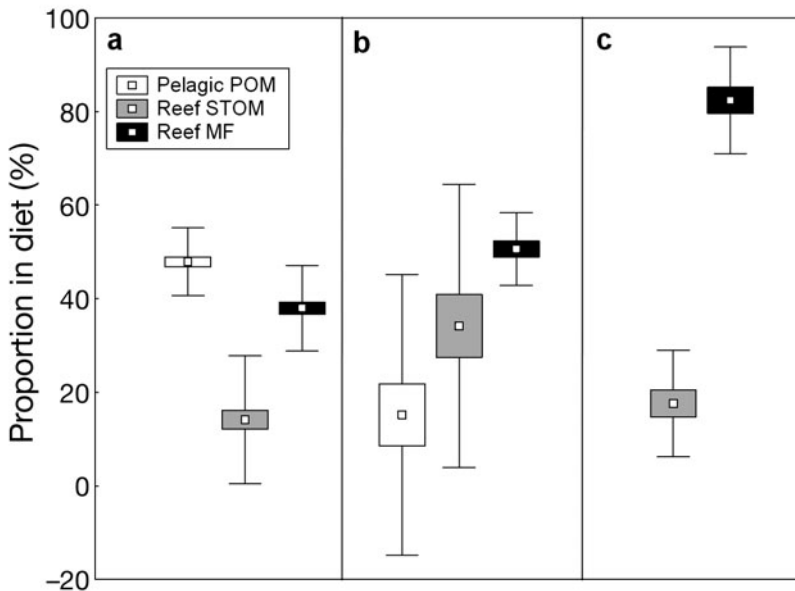 Proportion in diet (%)
100
80
60
40
20
0
−20
a
b
c
Pelagic POM
Reef STOM
Reef MF